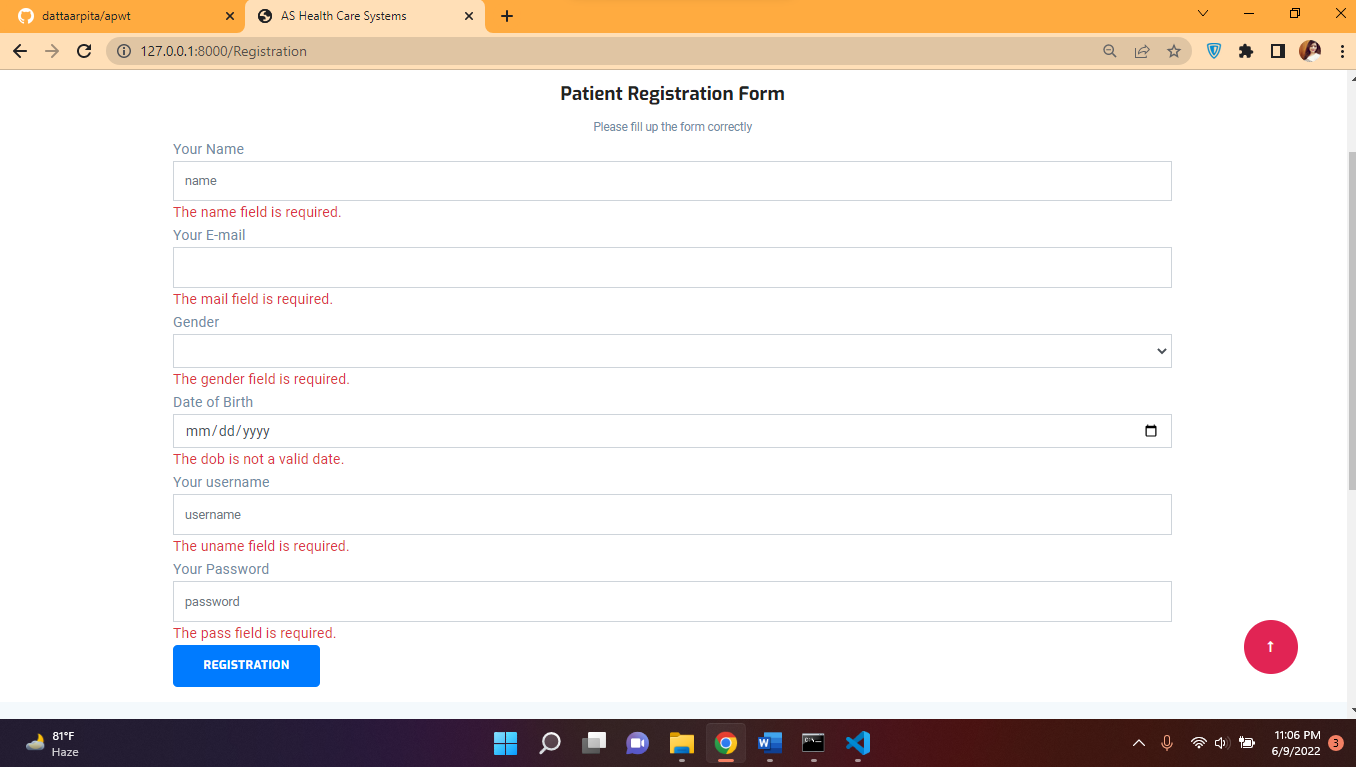 dattaarpita/apwt
AS Health Care Systems
127.0.0.1:8000/Registration
Patient Registration Form
Please fill up the form correctly
Your Name
name
The name field is required.
Your E-mail
The mail field is required.
Gender
The gender field is required.
Date of Birth
mm/dd/yyyy
The dob is not a valid date.
Your username
username
The uname field is required.
Your Password
password
The pass field is required.
REGISTRATION
81°F
Haze
11:06 PM
6/9/2022
3